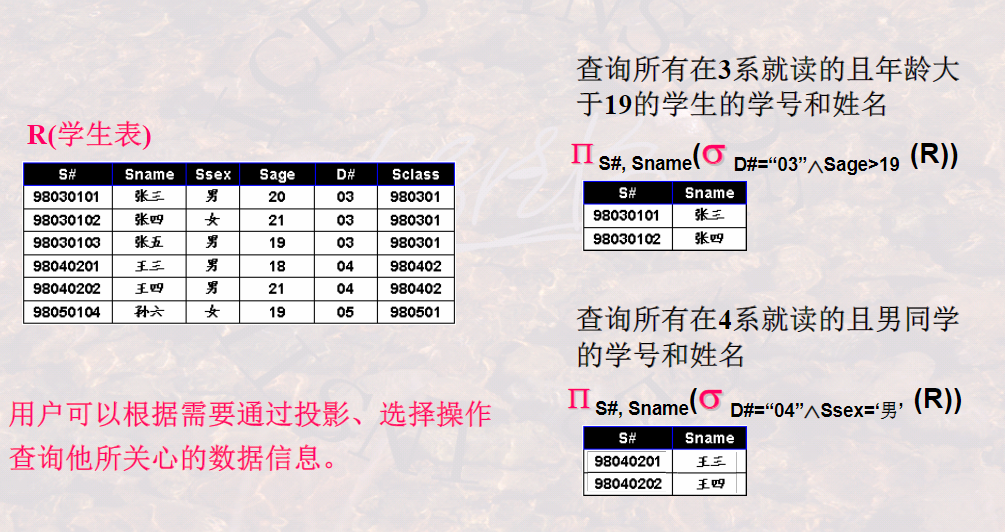 R(学生表)
S# Sname Ssex Sage D# Sclass
98030101 张三 男 20 03 980301
98030102 张四 女 21 03 980301
98030103 张五 男 19 03 980301
98040201 王三 男 18 04 980402
98040202 王四 男 21 04 980402
98050104 孙六 女 19 05 980501
用户可以根据需要通过投影、选择操作
查询他所关心的数据信息。
查询所有在3系就读的且年龄大
于19的学生的学号和姓名
Π S#, Sname(σ D#=“03”∧Sage>19 (R))
S# Sname
98030101 张三
98030102 张四
查询所有在4系就读的且男同学
的学号和姓名
Π S#, Sname(σ D#=“04”∧Ssex=‘男’ (R))
S# Sname
98040201 王三
98040202 王四